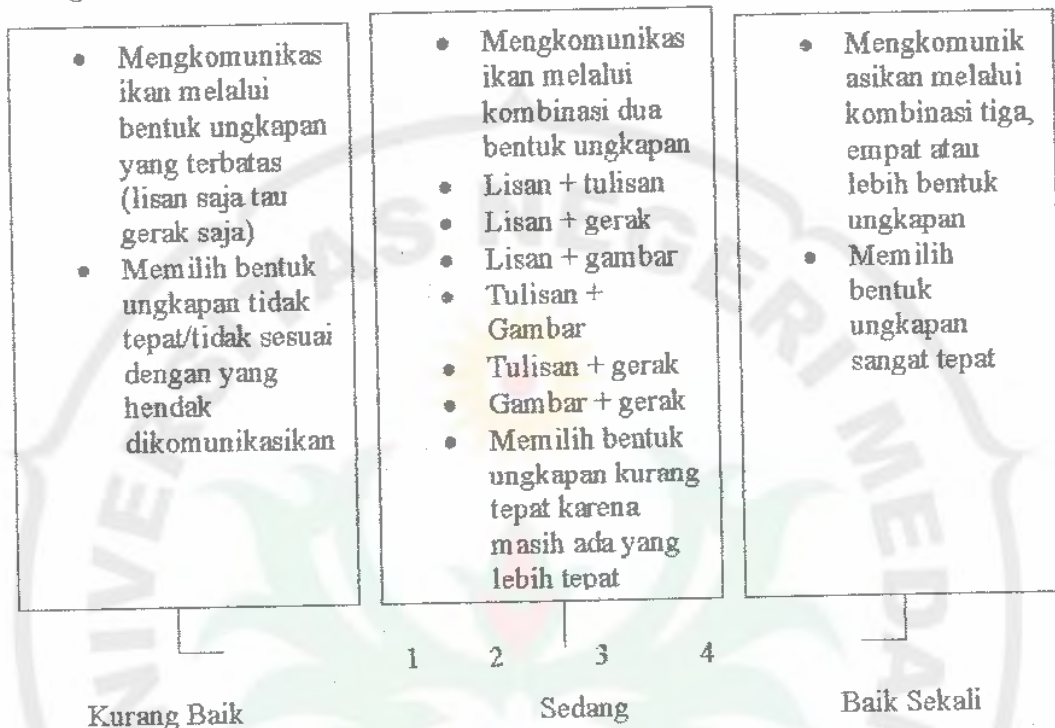 Mengkomunikas
ikan melalui
bentuk ungkapan
yang terbatas
(lisan saja tau
gerak saja)
Memilih bentuk
ungkapan tidak
tepat/tidak sesuai
dengan yang
hendak
dikomunikasikan
Mengkomunikas
ikan melalui
kombinasi dua
bentuk ungkapan
Lisan + tulisan
Lisan + gerak
Lisan + gambar
Tulisan +
Gambar
Tulisan + gerak
Gambar + gerak
Memilih bentuk
ungkapan kurang
tepat karena
masih ada yang
lebih tepat
Mengkomunik
asikan melalui
kombinasi tiga,
empat atau
lebih bentuk
ungkapan
Memilih
bentuk
ungkapan
sangat tepat
1 2 3 4
Kurang Baik Sedang Baik Sekali